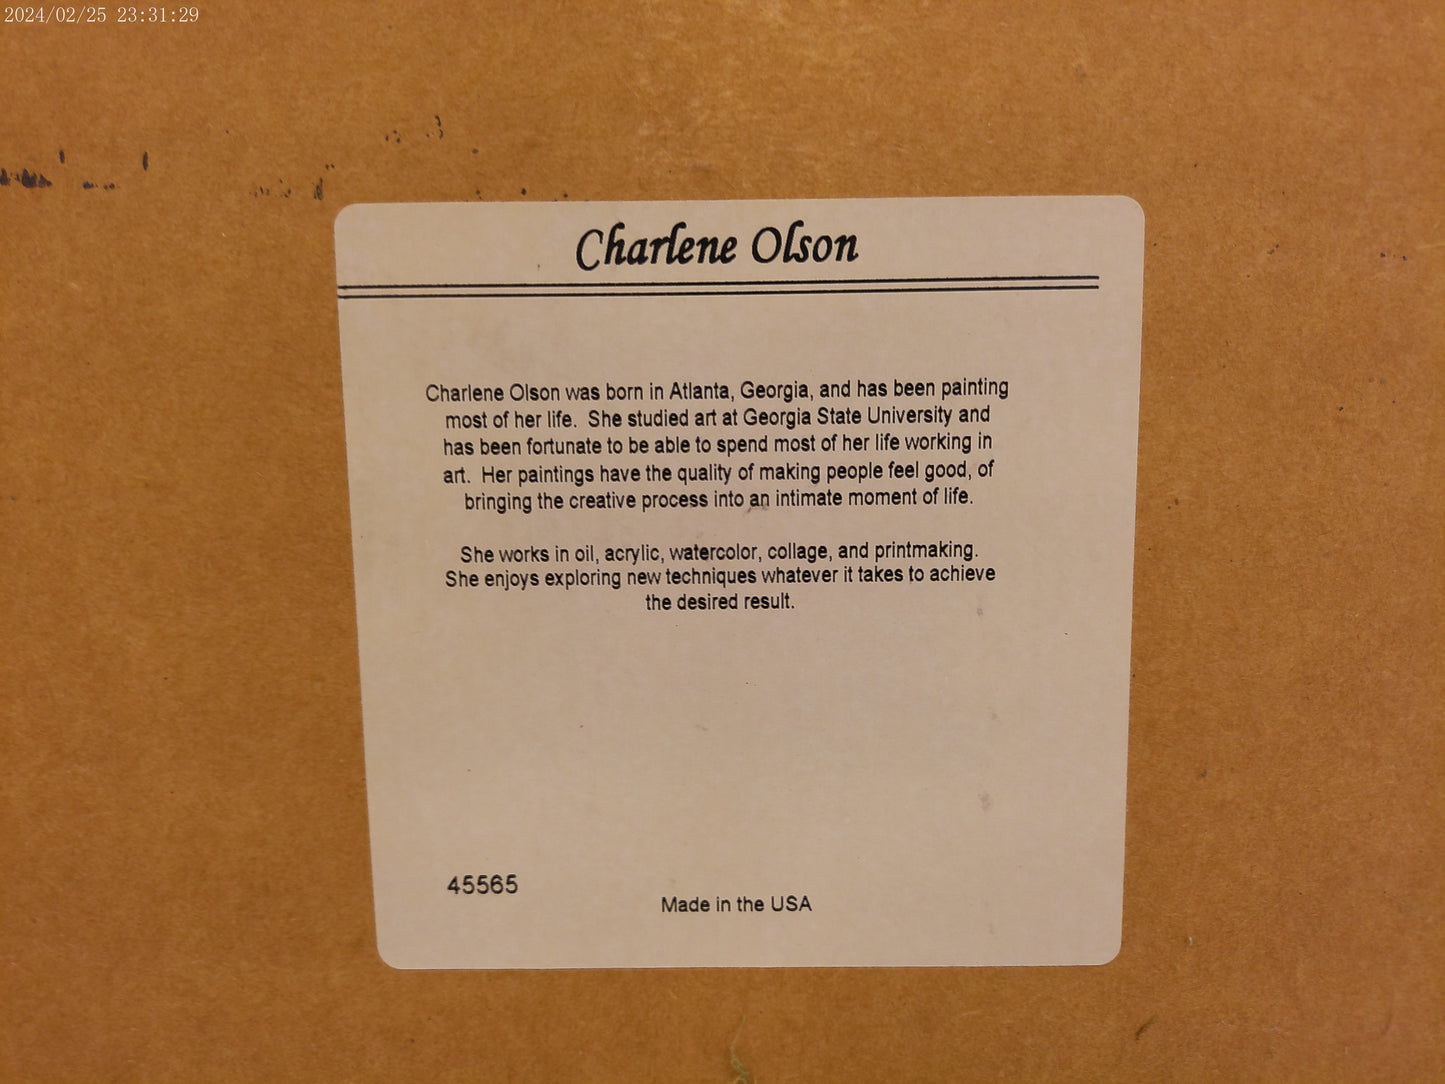 2024/02/25 23:31:29
Charlene Olson
Charlene Olson was born in Atlanta, Georgia, and has been painting
most of her life.  She studied art at Georgia State University and
has been fortunate to be able to spend most of her life working in
art.  Her paintings have the quality of making people feel good, of
bringing the creative process into an intimate moment of life.
She works in oil, acrylic, watercolor, collage, and printmaking.
She enjoys exploring new techniques whatever it takes to achieve
the desired result.
45565
Made in the USA